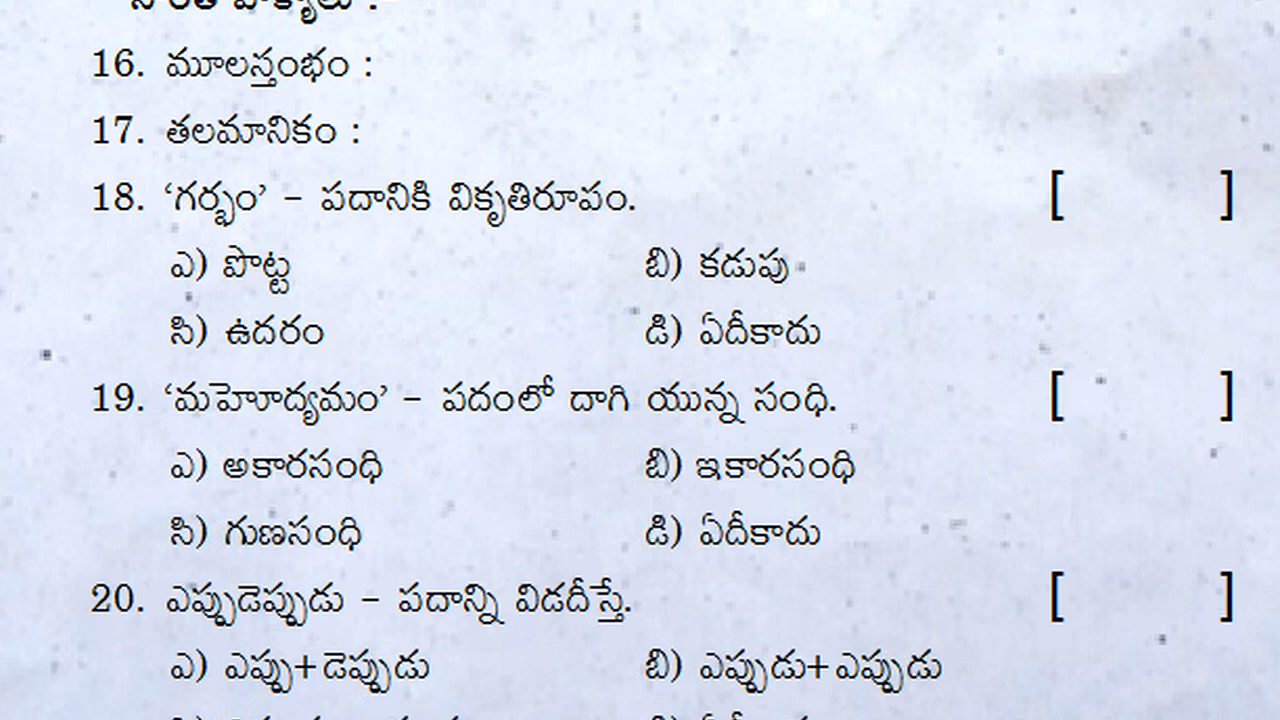 సొంత వాక్యాలు :-
16. మూలస్తంభం :
17. తలమానికం :
18. ‘గర్భం’ - పదానికి వికృతిరూపం. [ ]
ఎ) పొట్ట బి) కడుపు
సి) ఉదరం డి) ఏదీకాదు
19. ‘మహెూద్యమం’ - పదంలో దాగి యున్న సంధి. [ ]
ఎ) అకారసంధి బి) ఇకారసంధి
సి) గుణసంధి డి) ఏదీకాదు
20. ఎప్పుడెప్పుడు - పదాన్ని విడదీస్తే. [ ]
ఎ) ఎప్పు+డెప్పుడు బి) ఎప్పుడు+ఎప్పుడు